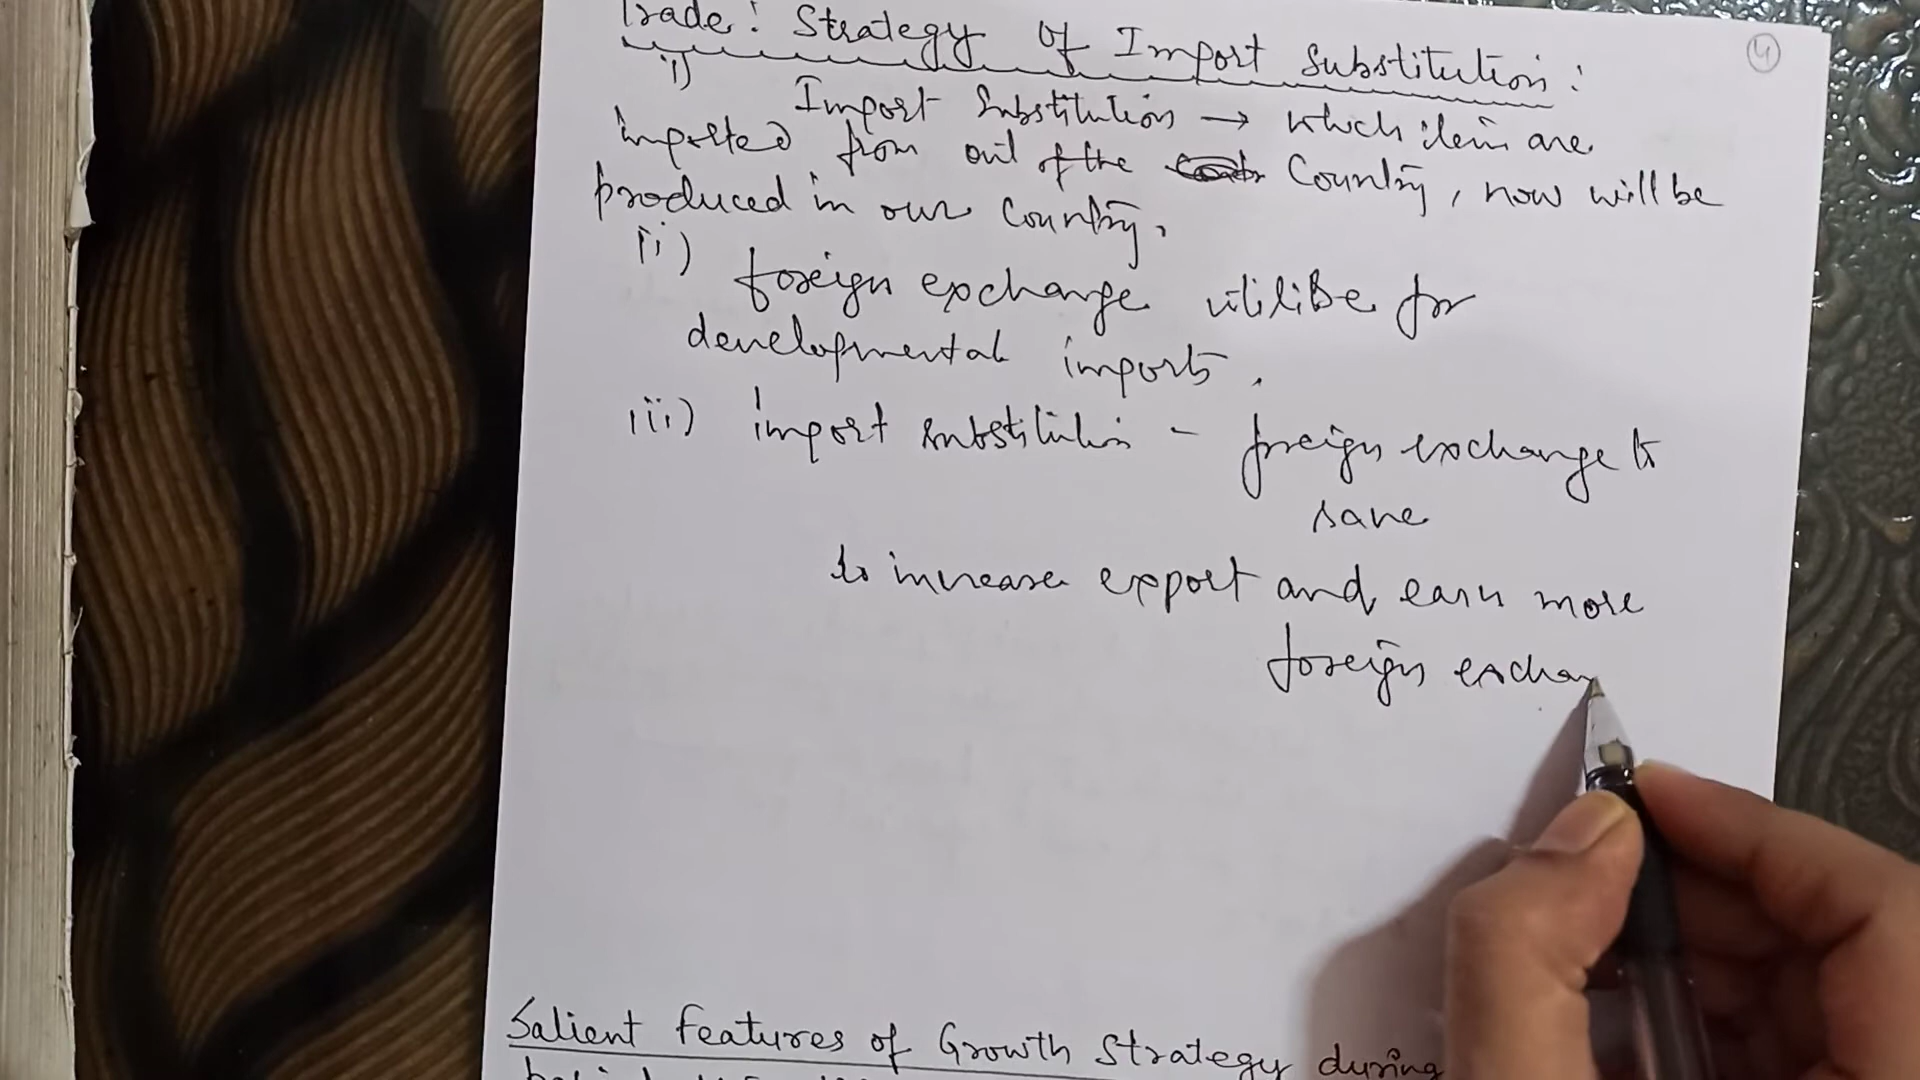 Trade: Strategy Of Import Substitution:
4
i)
Import Substitution → which item are
imported from out of the Country, now will be
produced in our Country.
ii)
foreign exchange utilise for
developmental imports.
iii) import substitution - foreign exchange to
save
to increase export and earn more
foreign exchan
Salient features of Growth Strategy during